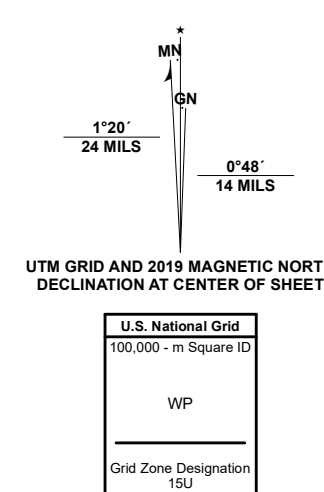 ★
MN
GN
1°20´
24 MILS
0°48´
14 MILS
UTM GRID AND 2019 MAGNETIC NORT
DECLINATION AT CENTER OF SHEET
U.S. National Grid
100,000 - m Square ID
WP
Grid Zone Designation
15U